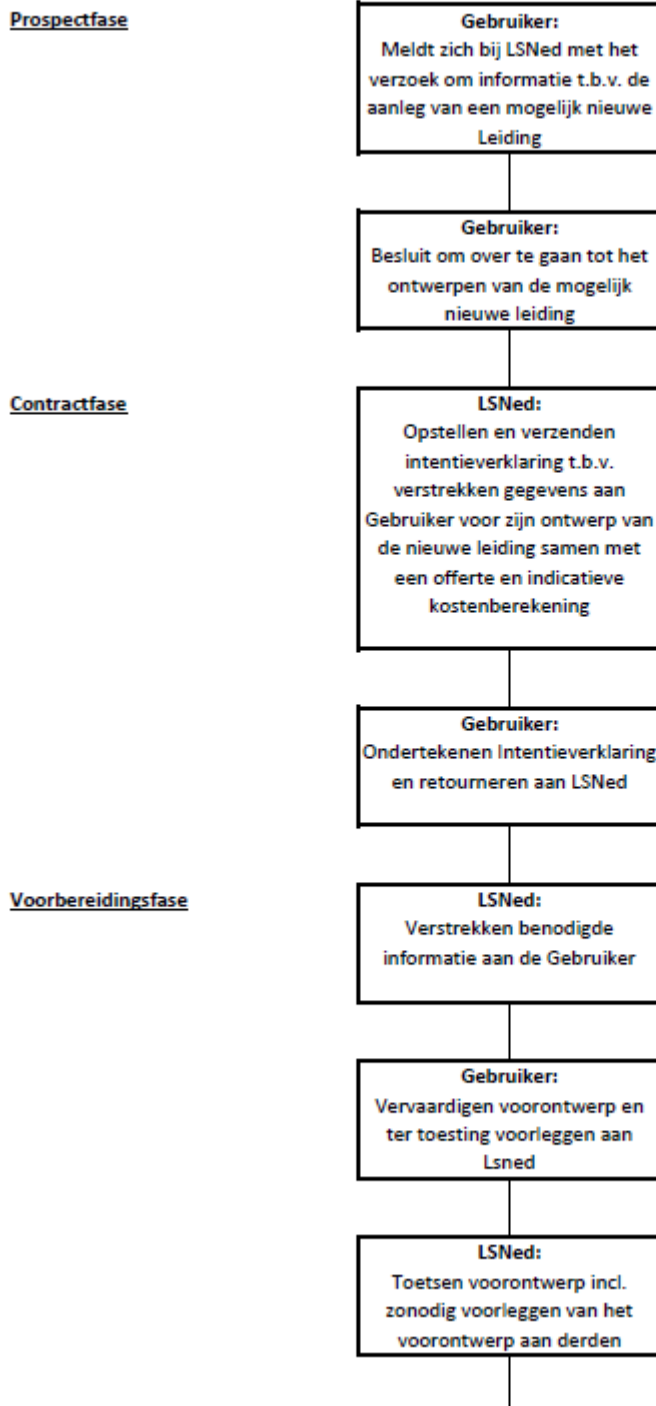 Prospectfase
Gebruiker:
Meldt zich bij LSNed met het
verzoek om informatie t.b.v. de
aanleg van een mogelijk nieuwe
Leiding
Gebruiker:
Besluit om over te gaan tot het
ontwerpen van de mogelijk
nieuwe leiding
Contractfase
LSNed:
Opstellen en verzenden
intentieverklaring t.b.v.
verstrekken gegevens aan
Gebruiker voor zijn ontwerp van
de nieuwe leiding samen met
een offerte en indicatieve
kostenberekening
Gebruiker:
Ondertekenen Intentieverklaring
en retourneren aan LSNed
Voorbereidingsfase
LSNed:
Verstrekken benodigde
informatie aan de Gebruiker
Gebruiker:
Vervaardigen voorontwerp en
ter toesting voorleggen aan
Lsned
LSNed:
Toetsen voorontwerp incl.
zonodig voorleggen van het
voorontwerp aan derden